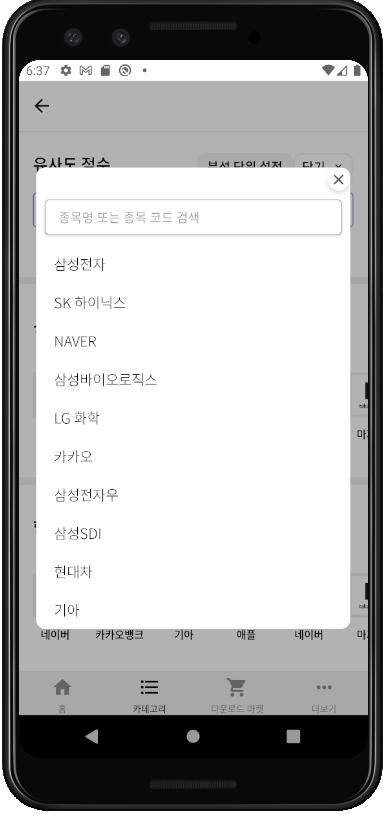 6:37
유사도 점수
분석 단위 설정
단기
종목명 또는 종목 코드 검색
삼성전자
SK 하이닉스
NAVER
삼성바이오로직스
LG 화학
카카오
삼성전자우
삼성SDI
현대차
기아
네이버 카카오뱅크 기아 애플 네이버
홈 카테고리 다운로드 마켓 더보기